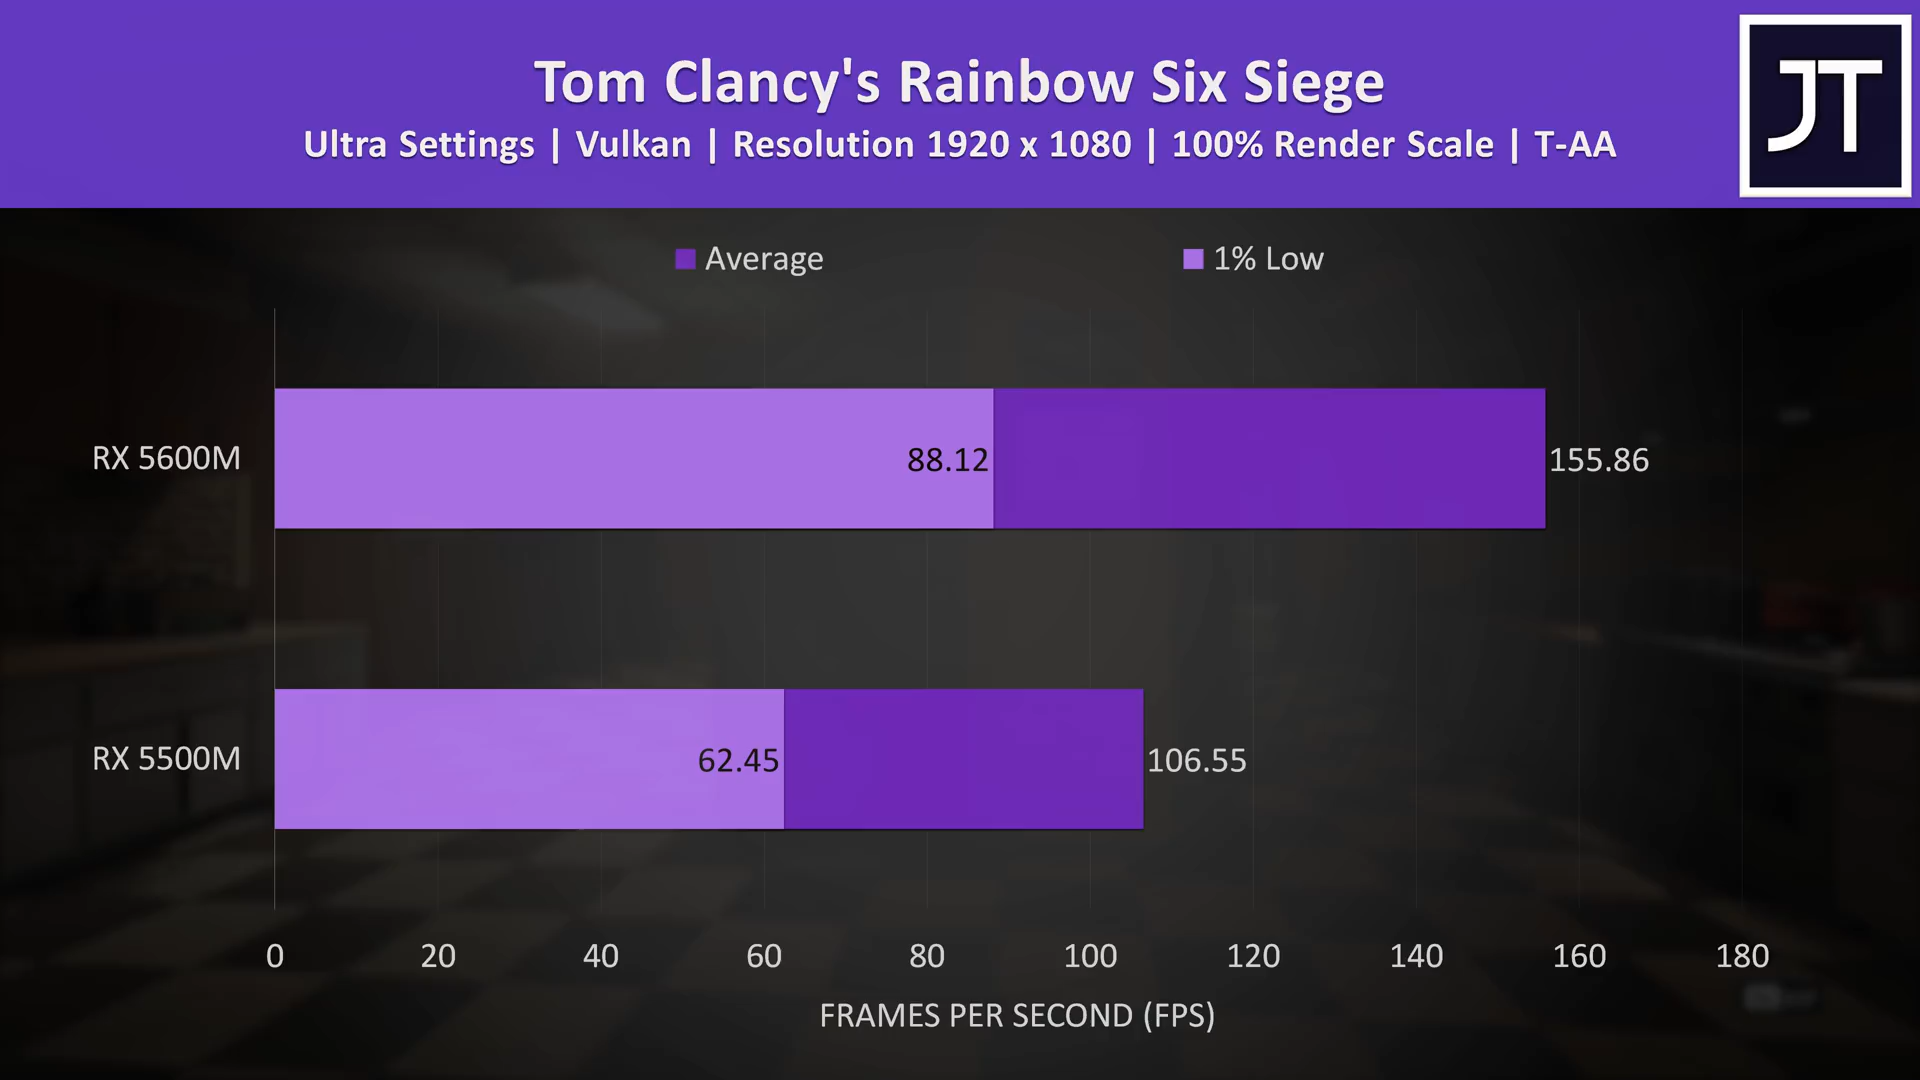 Tom Clancy's Rainbow Six Siege
Ultra Settings | Vulkan | Resolution 1920 x 1080 | 100% Render Scale | T-AA
JT
Average 1% Low
RX 5600M 88.12 155.86
RX 5500M 62.45 106.55
0 20 40 60 80 100 120 140 160 180
FRAMES PER SECOND (FPS)